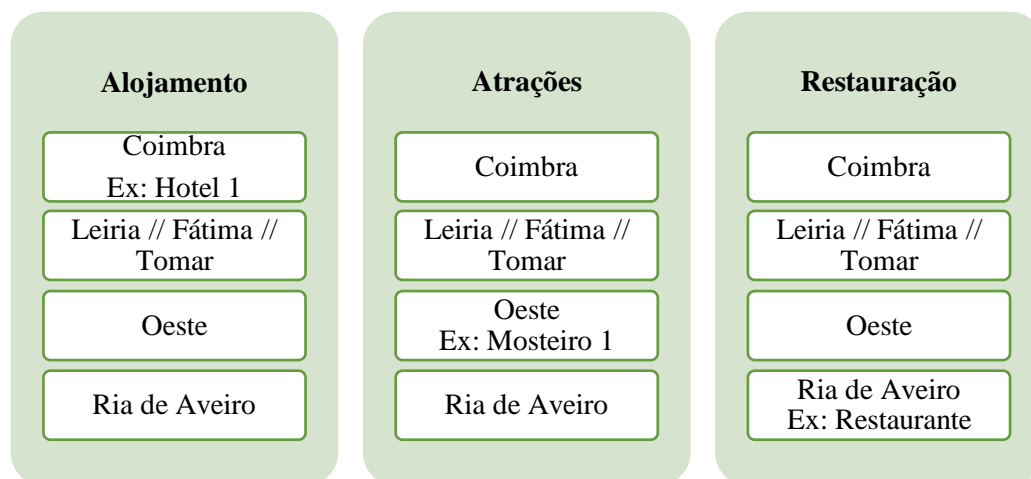 Alojamento
Coimbra
Ex: Hotel 1
Leiria // Fátima //
Tomar
Oeste
Ria de Aveiro
Atrações
Coimbra
Leiria // Fátima //
Tomar
Oeste
Ex: Mosteiro 1
Ria de Aveiro
Restauração
Coimbra
Leiria // Fátima //
Tomar
Oeste
Ria de Aveiro
Ex: Restaurante